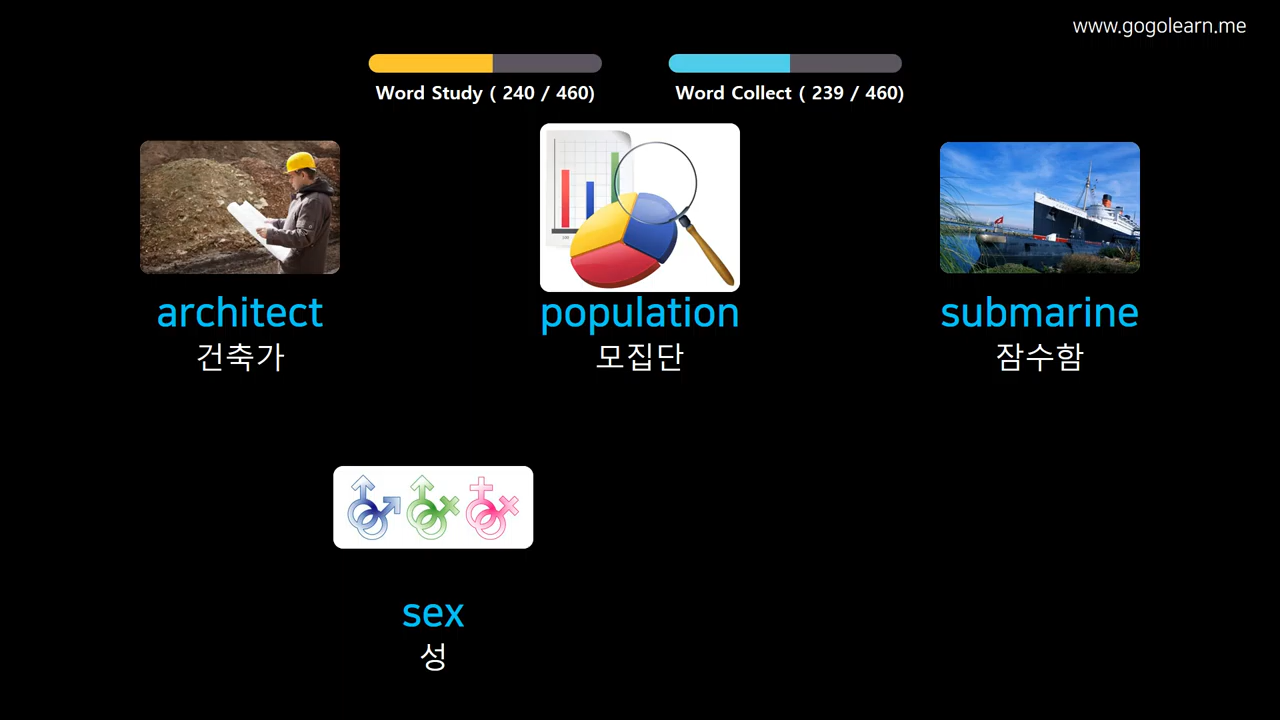 www.gogolearn.me
Word Study ( 240 / 460)
Word Collect ( 239 / 460)
architect
건축가
population
모집단
submarine
잠수함
sex
성